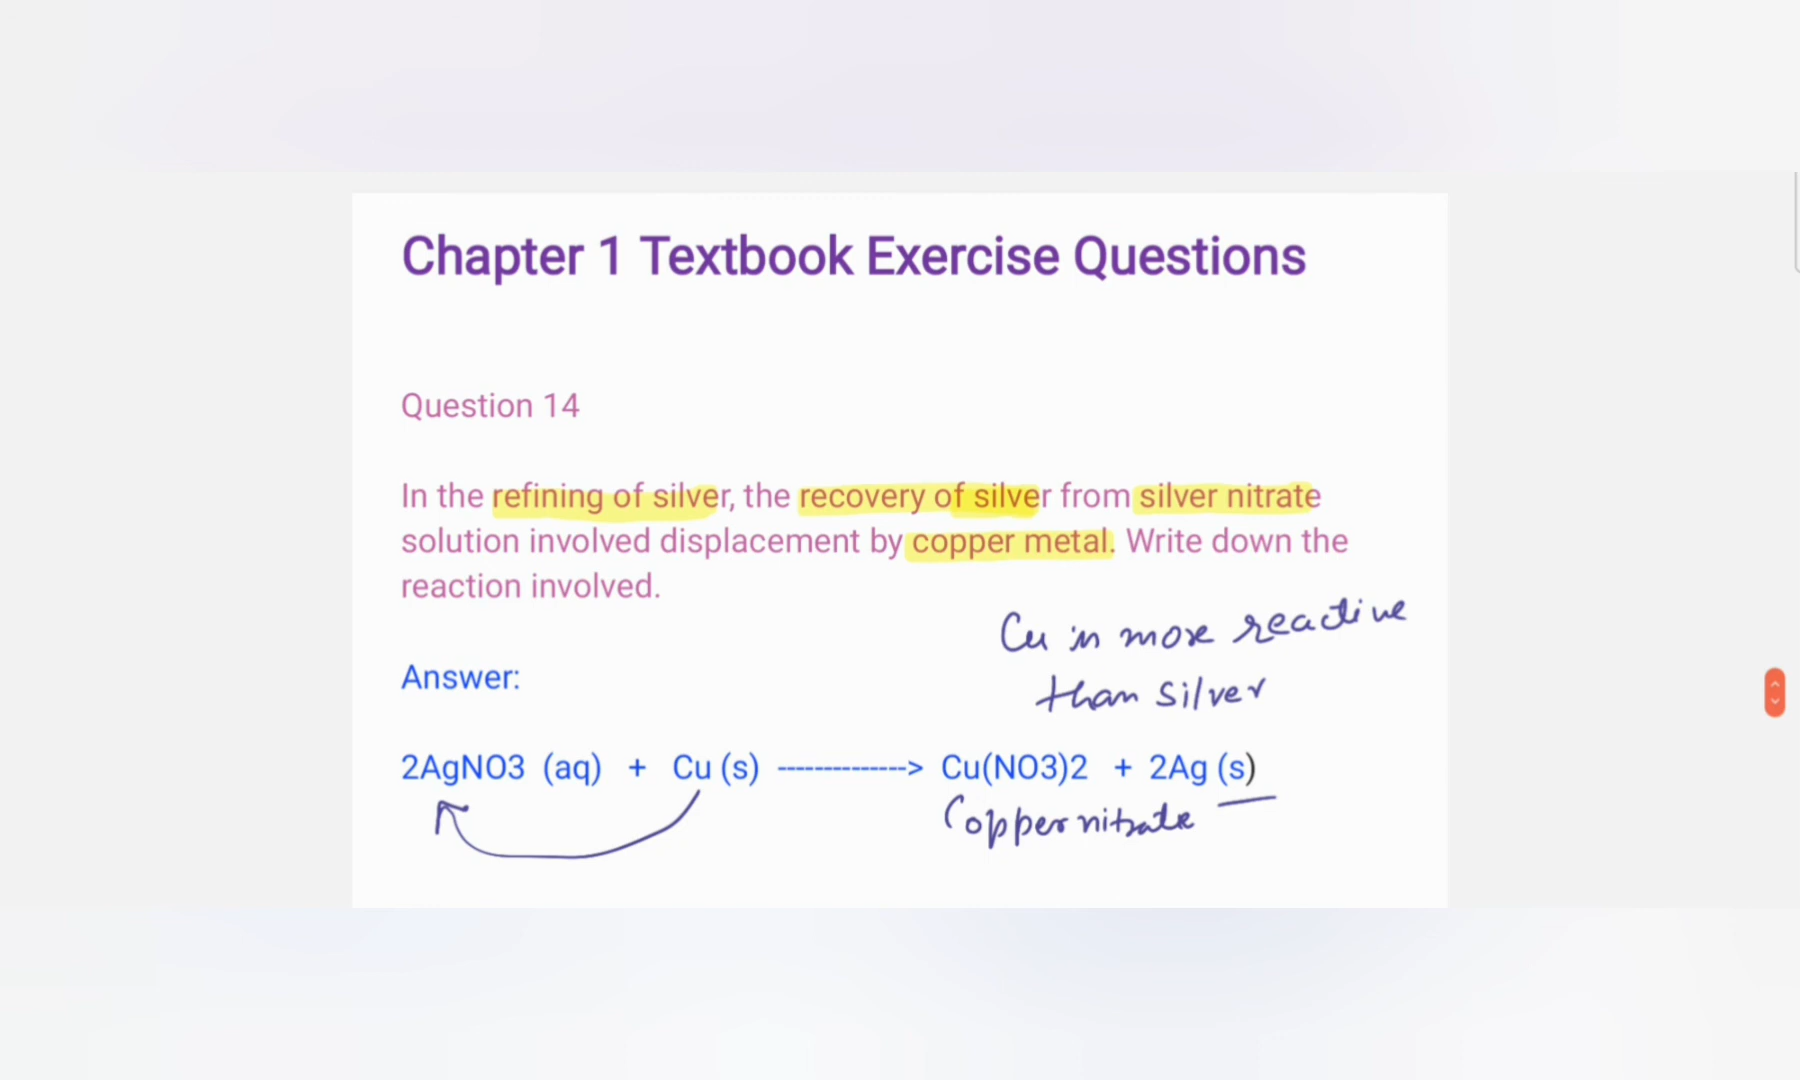 Chapter 1 Textbook Exercise Questions
Question 14
In the refining of silver, the recovery of silver from silver nitrate
solution involved displacement by copper metal. Write down the
reaction involved.
Cu is more reactive
than silver
Answer:
2AgNO3 (aq) + Cu (s) --------------> Cu(NO3)2 + 2Ag (s)
Copper nitrate